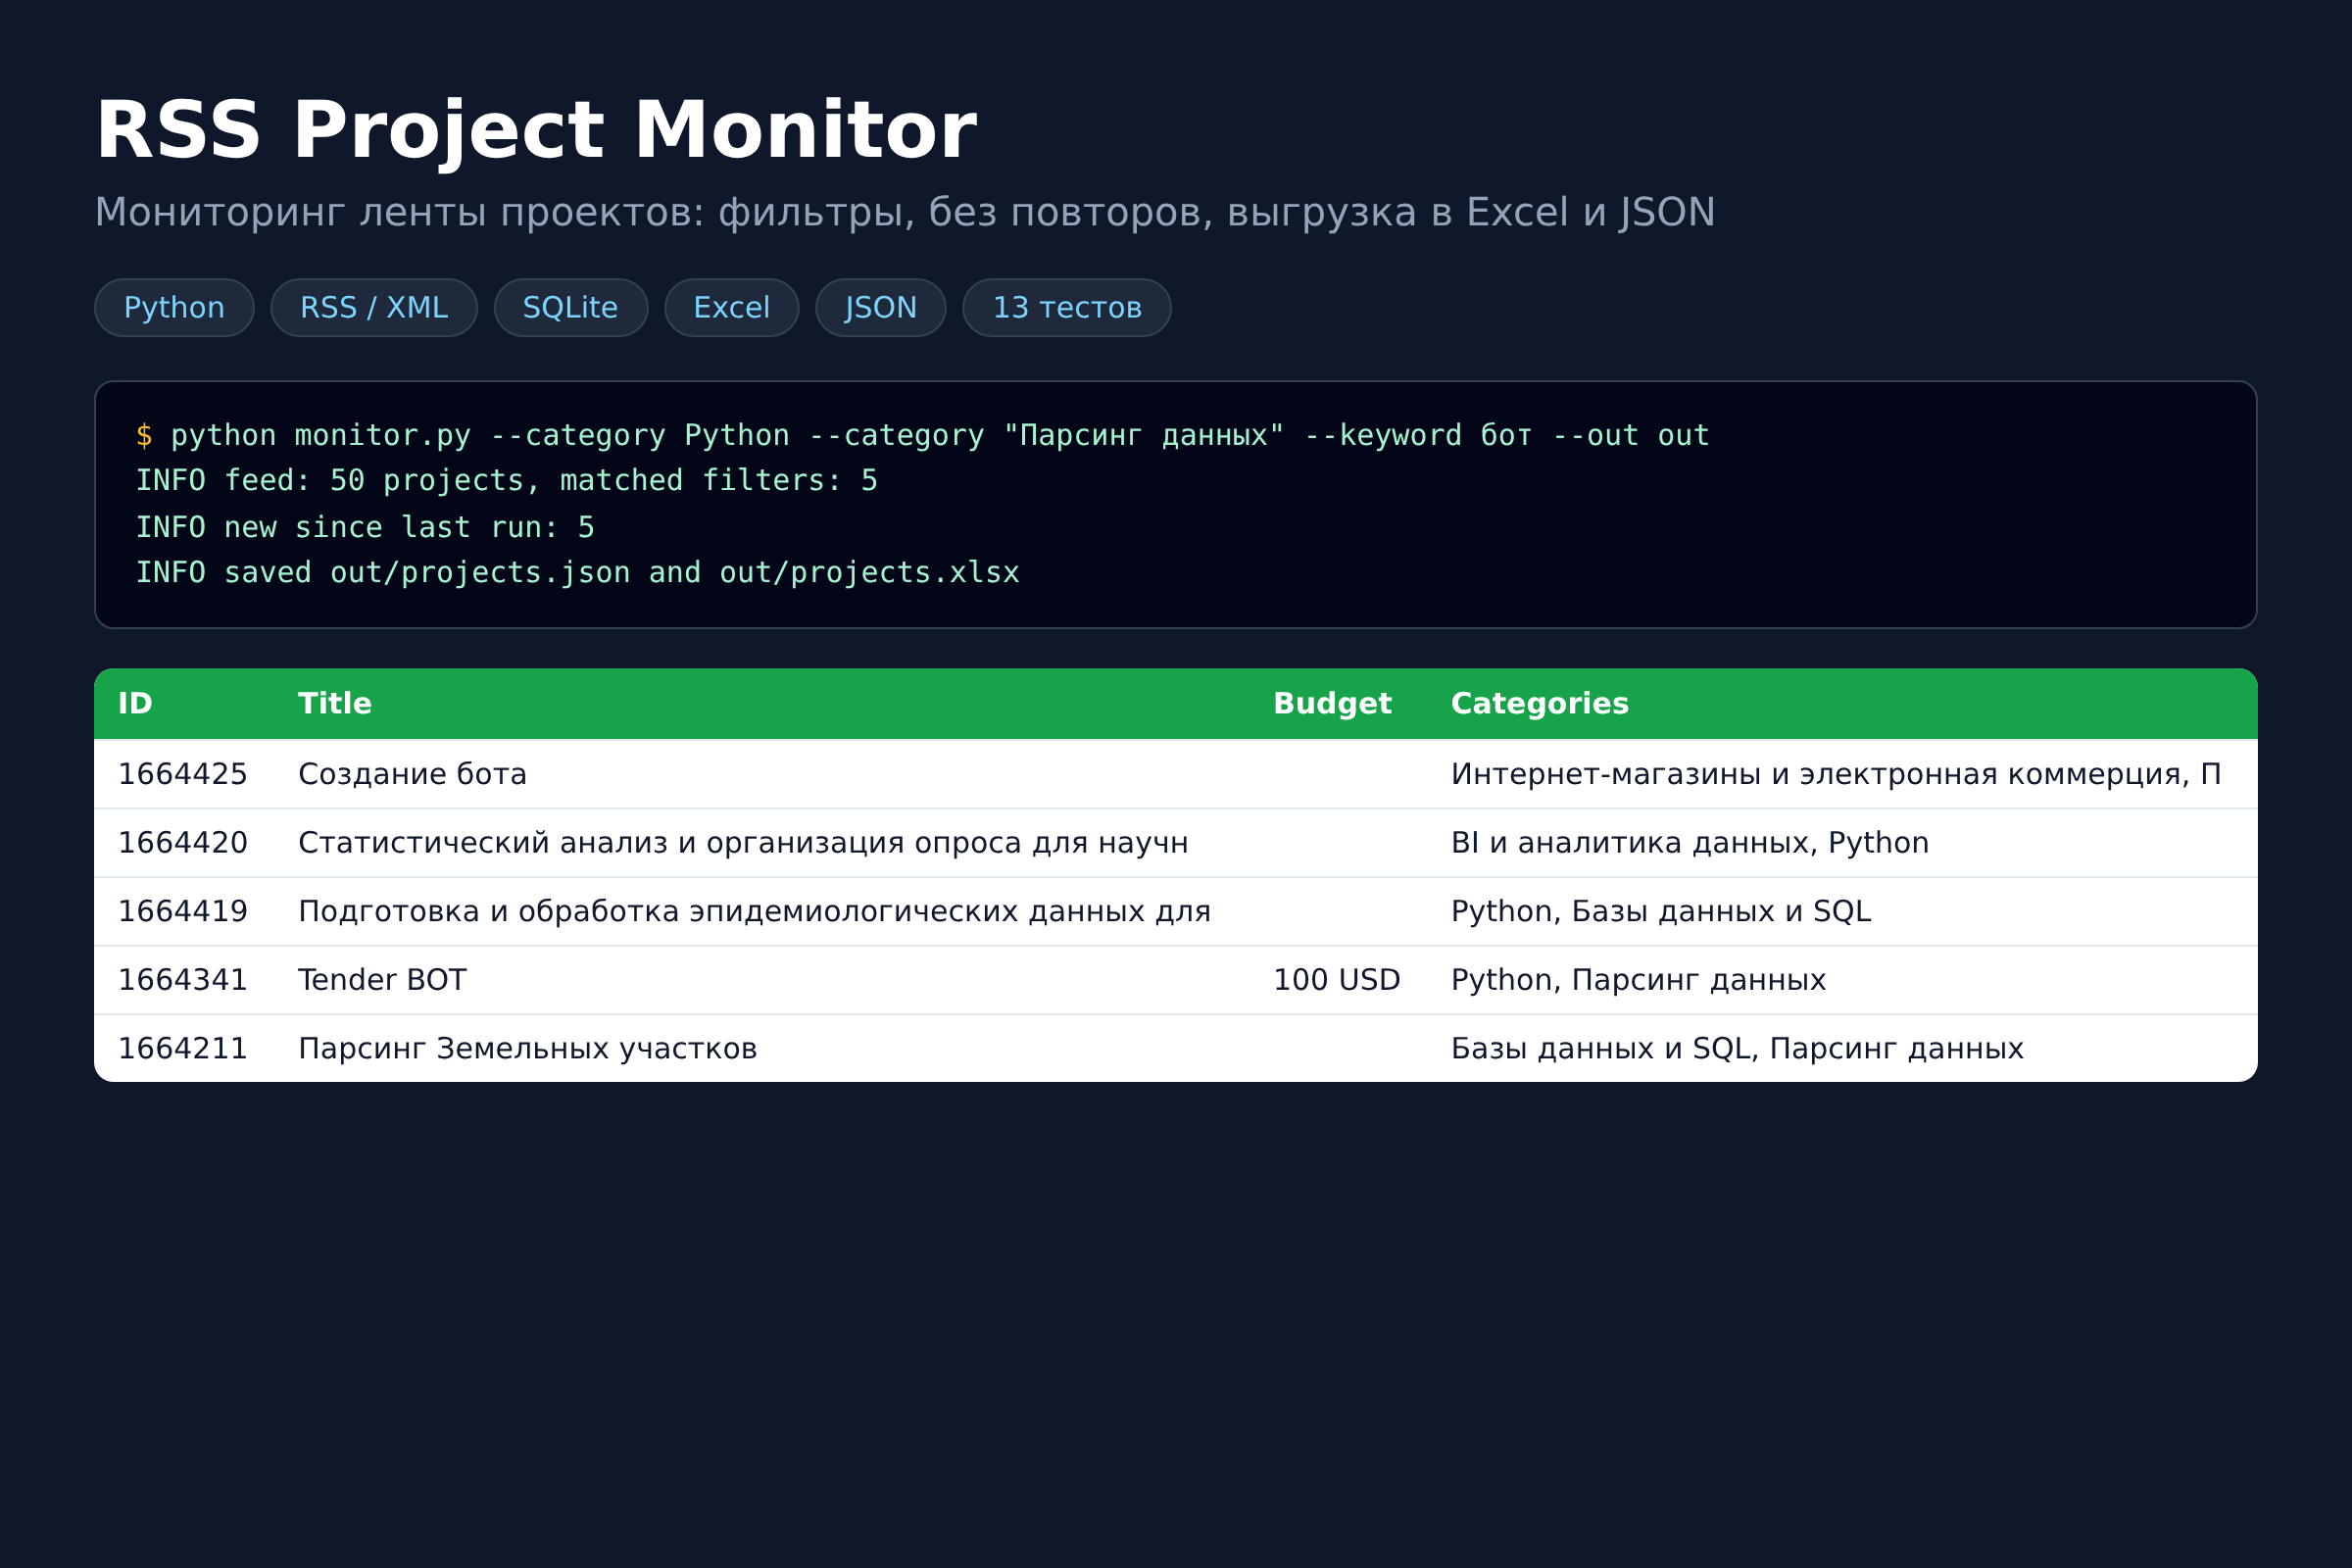 RSS Project Monitor
Мониторинг ленты проектов: фильтры, без повторов, выгрузка в Excel и JSON
Python RSS / XML SQLite Excel JSON 13 тестов
$ python monitor.py --category Python --category "Парсинг данных" --keyword бот --out out
INFO feed: 50 projects, matched filters: 5
INFO new since last run: 5
INFO saved out/projects.json and out/projects.xlsx
ID Title Budget Categories
1664425 Создание бота Интернет-магазины и электронная коммерция, П
1664420 Статистический анализ и организация опроса для научн BI и аналитика данных, Python
1664419 Подготовка и обработка эпидемиологических данных для Python, Базы данных и SQL
1664341 Tender BOT 100 USD Python, Парсинг данных
1664211 Парсинг Земельных участков Базы данных и SQL, Парсинг данных